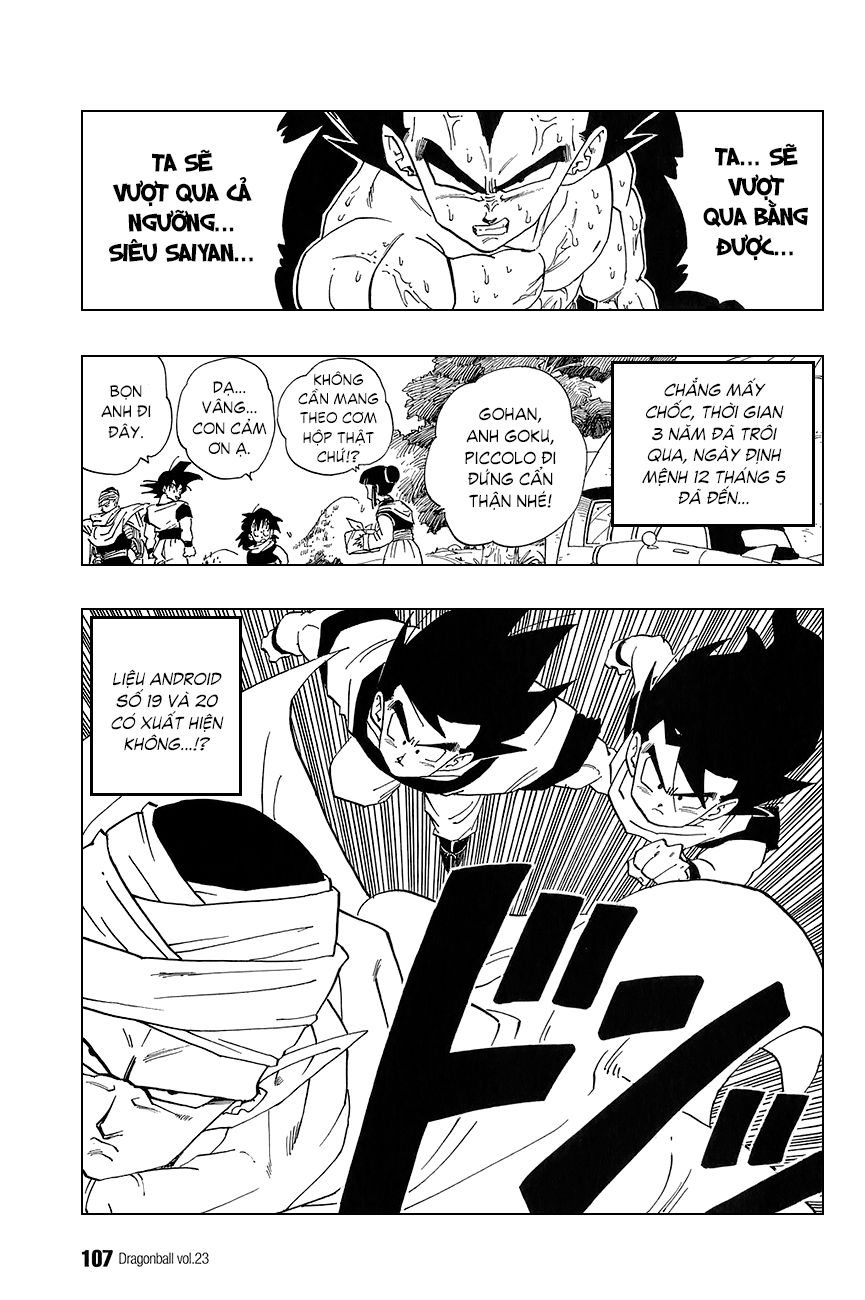 TA... SẼ
VƯỢT
QUA BẰNG
ĐƯỢC...
TA SẼ
VƯỢT QUA CẢ
NGƯỠNG...
SIÊU SAIYAN...
CHẲNG MẤY
CHỐC, THỜI GIAN
3 NĂM ĐÃ TRÔI
QUA, NGÀY ĐỊNH
MỆNH 12 THÁNG 5
ĐÃ ĐẾN...
GOHAN,
ANH GOKU,
PICCOLO ĐI
ĐỨNG CẨN
THẬN NHÉ!
KHÔNG
CẦN MANG
THEO CƠM
HỘP THẬT
CHỨ!?
DẠ...
VÂNG...
CON CẢM
ƠN Ạ.
BỌN
ANH ĐI
ĐÂY.
LIỆU ANDROID
SỐ 19 VÀ 20
CÓ XUẤT HIỆN
KHÔNG...!?
ドン
107 Dragonball vol.23